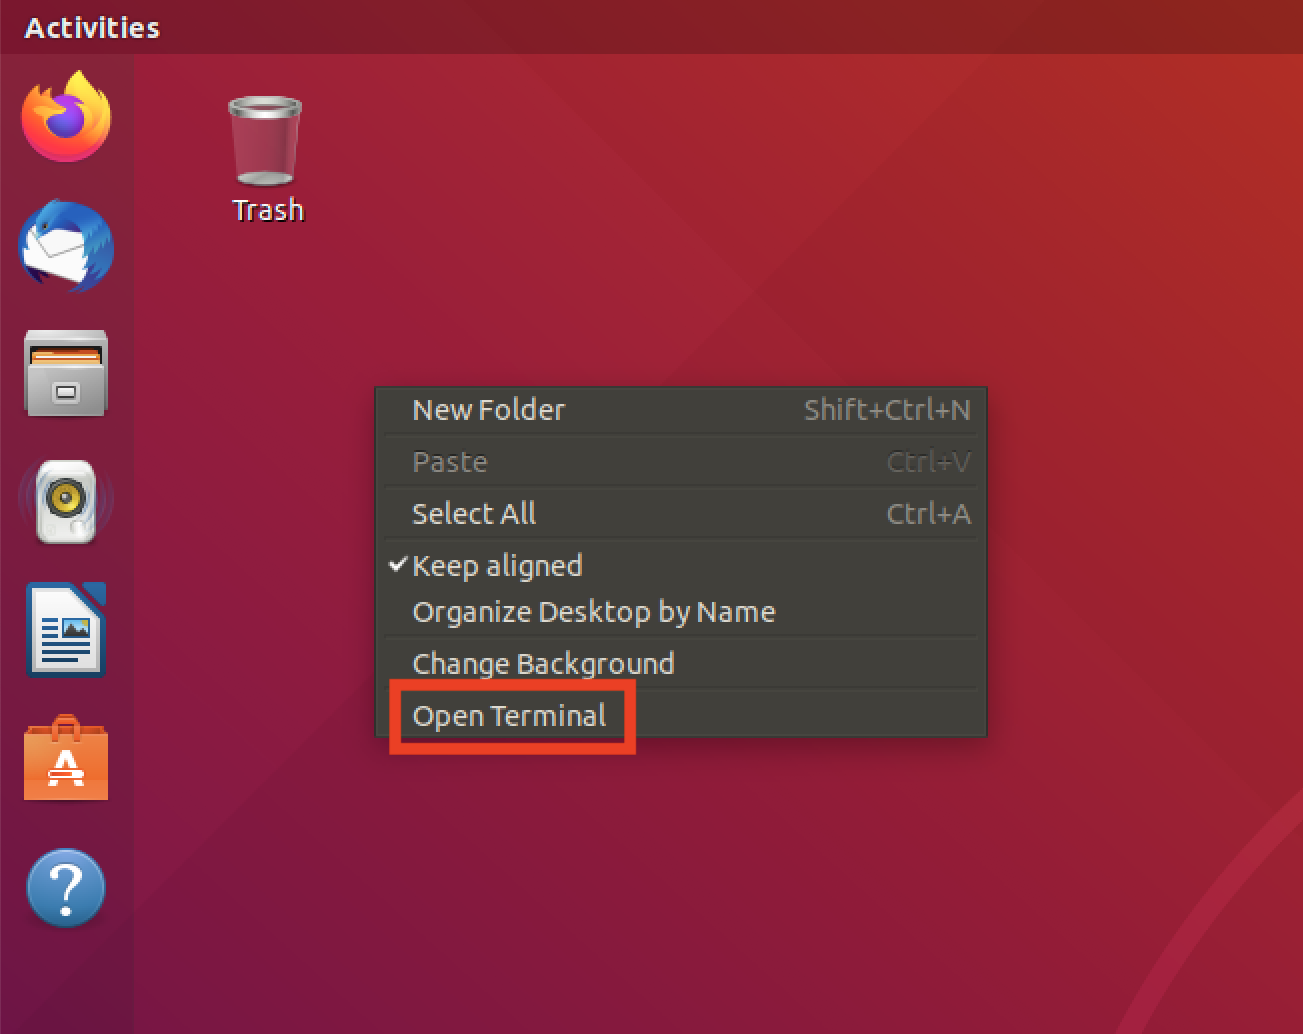 Activities
Trash
New Folder Shift+Ctrl+N
Paste Ctrl+V
Select All Ctrl+A
Keep aligned
Organize Desktop by Name
Change Background
Open Terminal